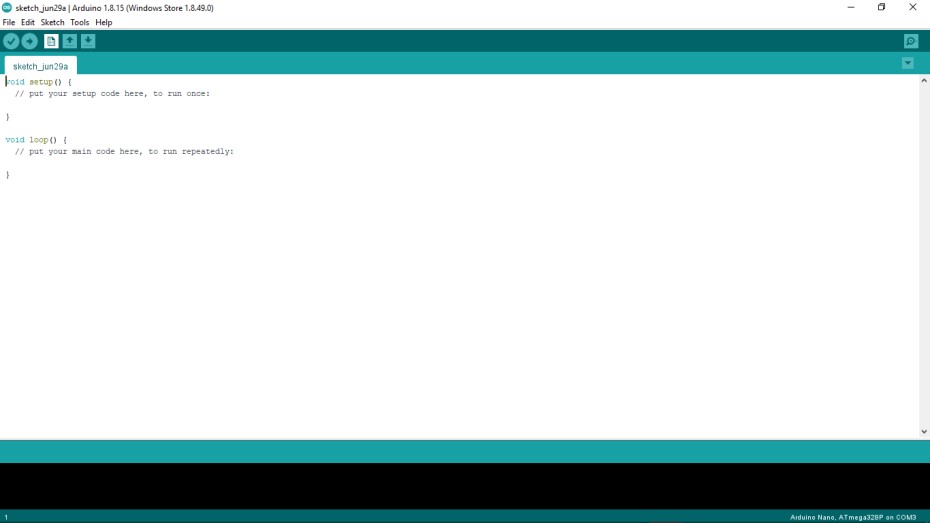 sketch_jun29a | Arduino 1.8.15 (Windows Store 1.8.49.0)
File Edit Sketch Tools Help
sketch_jun29a
void setup() {
  // put your setup code here, to run once:

}

void loop() {
  // put your main code here, to run repeatedly:

}
1
Arduino Nano, ATmega328P on COM3